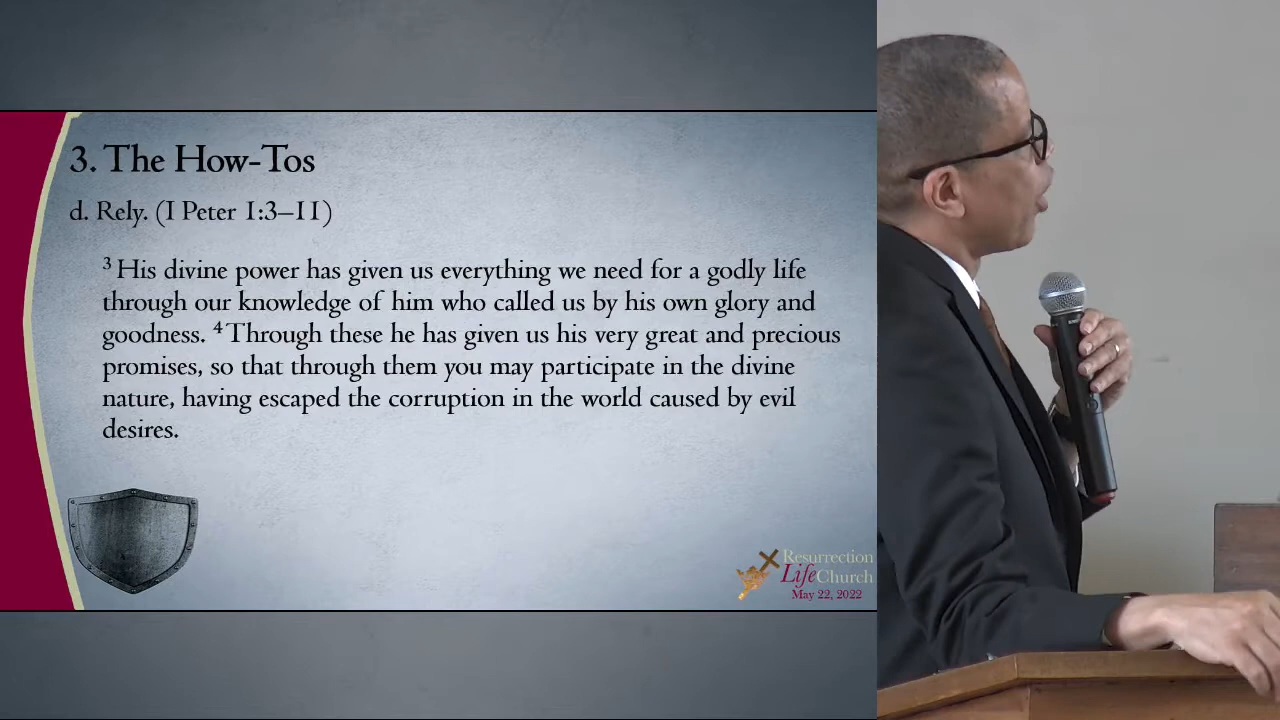 3. The How-Tos
d. Rely. (I Peter 1:3–11)
3 His divine power has given us everything we need for a godly life
through our knowledge of him who called us by his own glory and
goodness. 4 Through these he has given us his very great and precious
promises, so that through them you may participate in the divine
nature, having escaped the corruption in the world caused by evil
desires.
Resurrection
LifeChurch
May 22, 2022